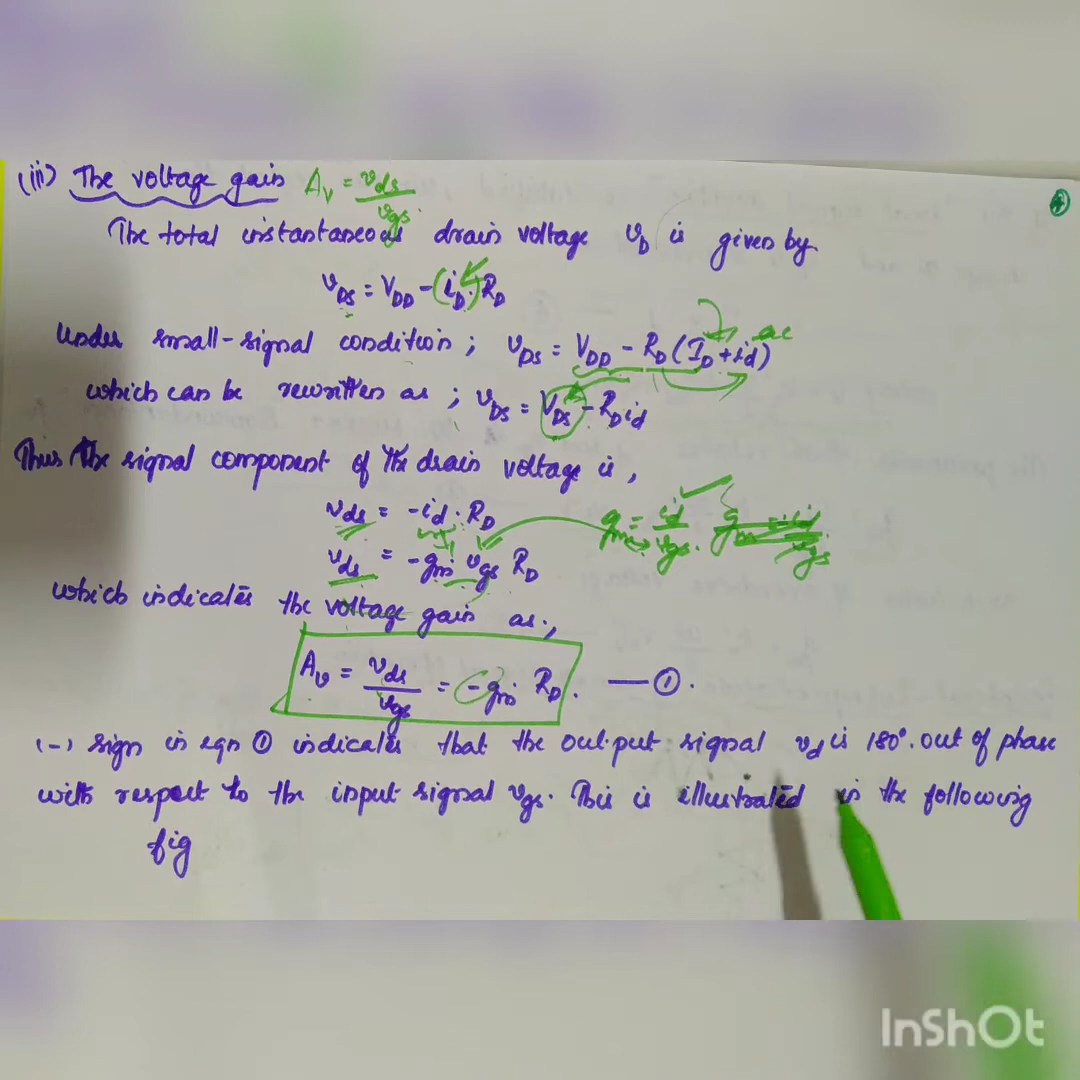 (iii) The voltage gain Av = vds/vgs
4
The total instantaneous drain voltage vD is given by
vDS = VDD - (iD.) RD
Under small-signal condition; vDS = VDD - RD (ID + id) ac
which can be rewritten as; vDS = VDS - RD id
Thus the signal component of the drain voltage is,
vds = -id . RD
gm = id/vgs.
vds = -gm vgs RD
which indicates the voltage gain as.,
Av = vds/vgs = -gm RD. — ①.
(-) sign in eqn ① indicates that the output signal vd is 180°. out of phase
with respect to the input signal vgs. This is illustrated in the following
fig
InShOt